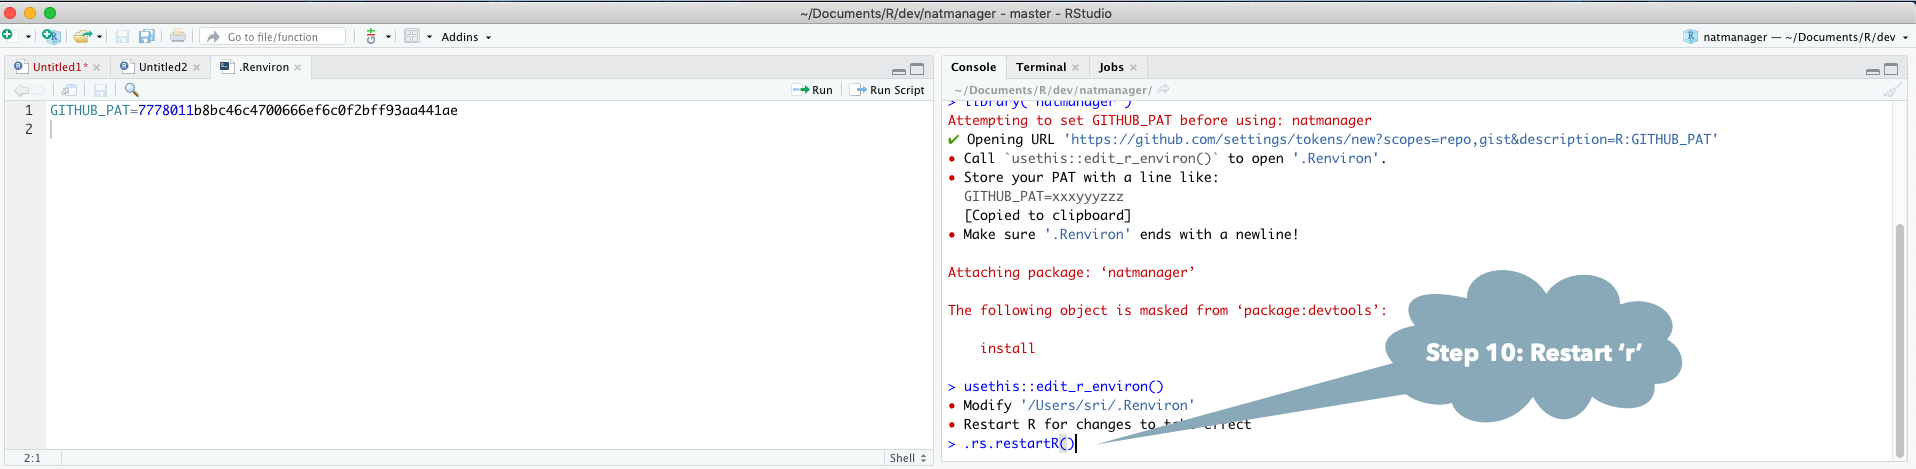 ~/Documents/R/dev/natmanager - master - RStudio
Go to file/function
Addins
natmanager — ~/Documents/R/dev
Untitled1*
Untitled2
.Renviron
Run
Run Script
1 GITHUB_PAT=7778011b8bc46c4700666ef6c0f2bff93aa441ae
2
2:1
Shell
Console
Terminal
Jobs
~/Documents/R/dev/natmanager/
> library("natmanager")
Attempting to set GITHUB_PAT before using: natmanager
✔ Opening URL 'https://github.com/settings/tokens/new?scopes=repo,gist&description=R:GITHUB_PAT'
• Call `usethis::edit_r_environ()` to open '.Renviron'.
• Store your PAT with a line like:
GITHUB_PAT=xxxyyyzzz
[Copied to clipboard]
• Make sure '.Renviron' ends with a newline!
Attaching package: ‘natmanager’
The following object is masked from ‘package:devtools’:
install
> usethis::edit_r_environ()
• Modify '/Users/sri/.Renviron'
• Restart R for changes to take effect
> .rs.restartR()
Step 10: Restart ‘r’